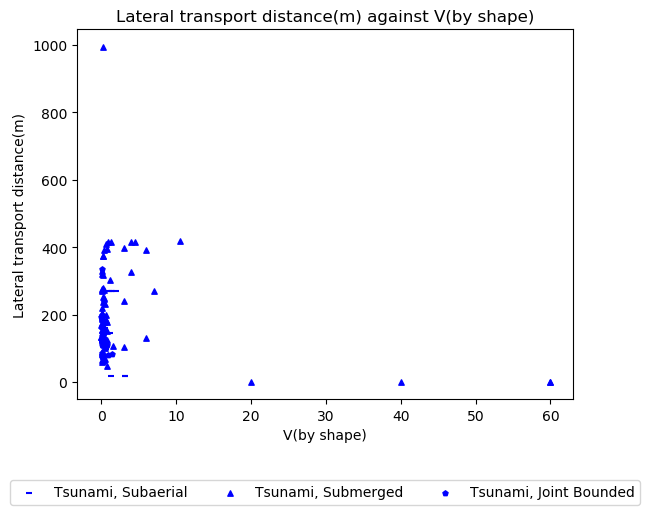 Lateral transport distance(m) against V(by shape)
Lateral transport distance(m)
1000
800
600
400
200
0
0 10 20 30 40 50 60
V(by shape)
Tsunami, Subaerial Tsunami, Submerged Tsunami, Joint Bounded